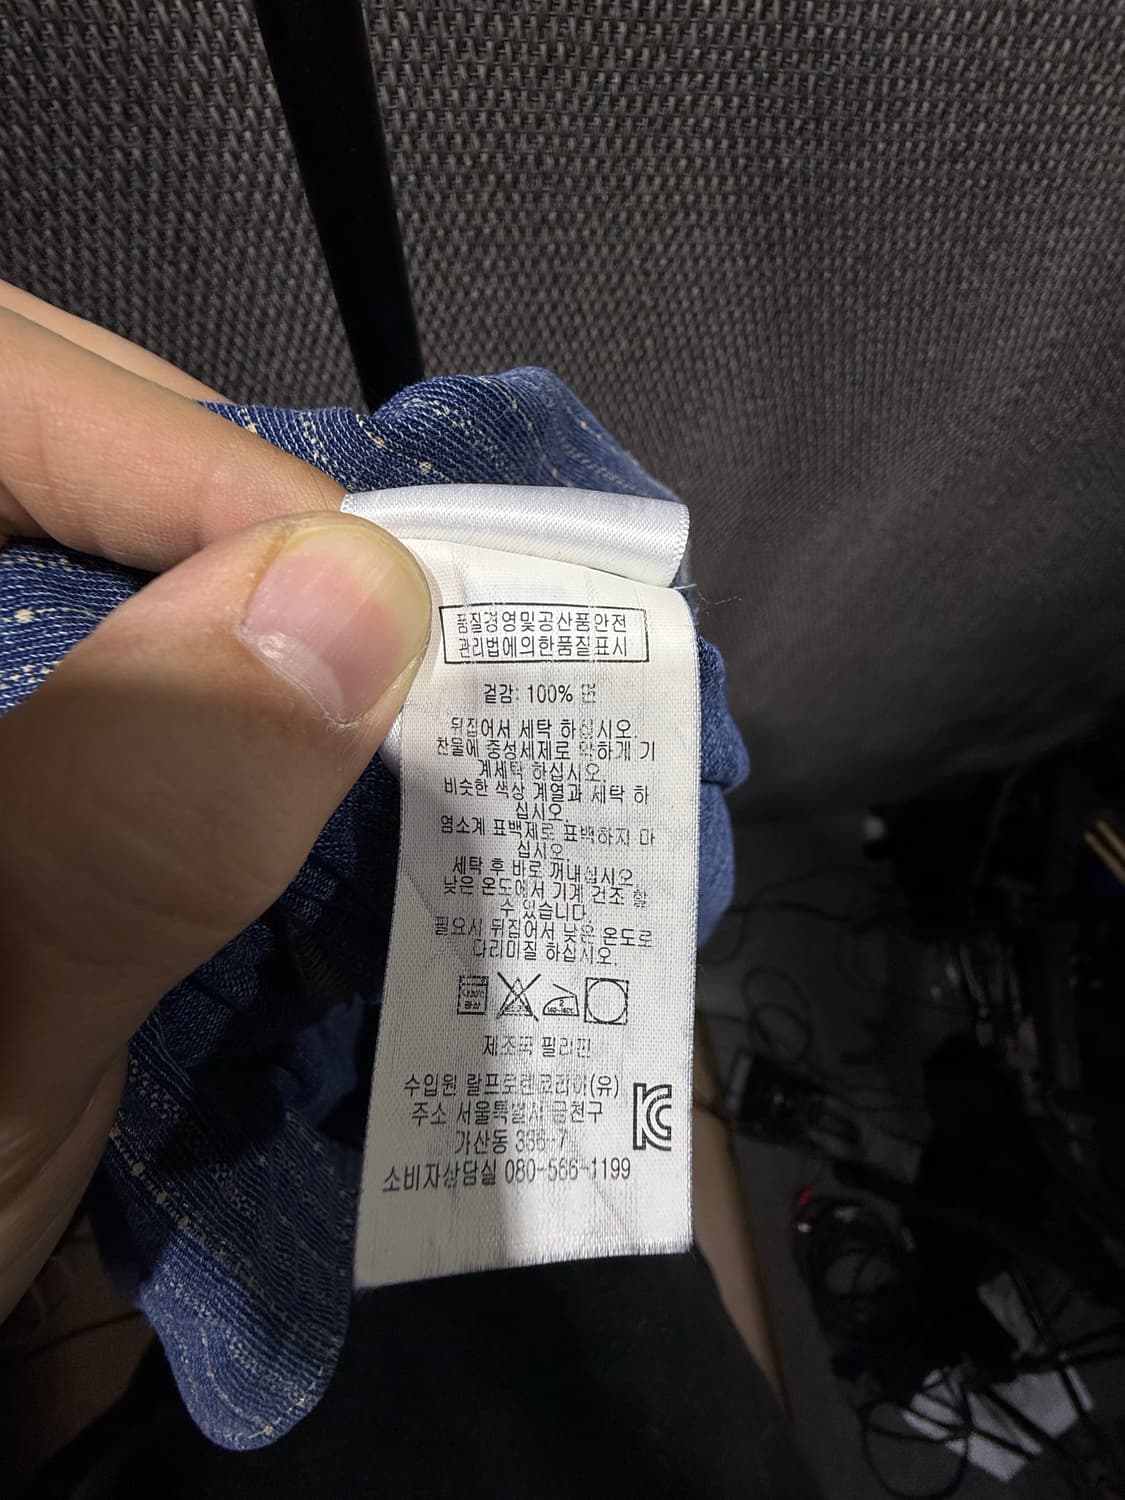 품질경영및공산품안전
관리법에의한품질표시
겉감: 100% 면
뒤집어서 세탁 하십시오.
찬물에 중성세제로 약하게 기
계세탁 하십시오.
비슷한 색상 계열과 세탁 하
십시오.
염소계 표백제로 표백하지 마
십시오.
세탁 후 바로 꺼내십시오.
낮은 온도에서 기계 건조 할
수 있습니다.
필요시 뒤집어서 낮은 온도로
다리미질 하십시오.
제조국 필리핀
수입원 랄프로렌코리아(유)
주소 서울특별시 금천구
가산동
소비자상담실 080-566-1199